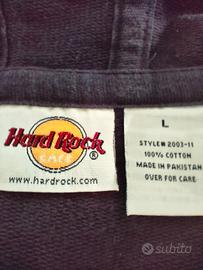 Hard Rock
CAFE
®
www.hardrock.com
L
STYLE# 2003-11
100% COTTON
MADE IN PAKISTAN
OVER FOR CARE
subito